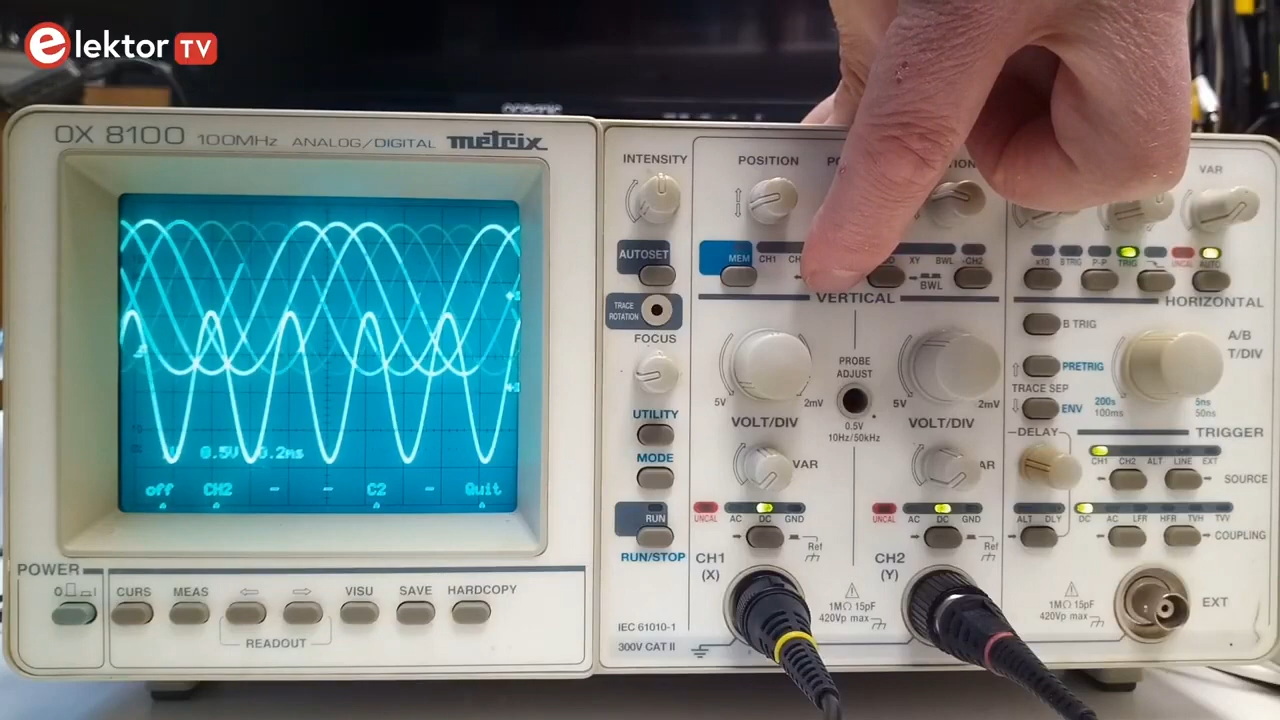 elektor TV
OX 8100 100MHz ANALOG/DIGITAL metrix
0.5V 0.2ms
off CH2 - - C2 - Quit
POWER
CURS MEAS VISU SAVE HARDCOPY
READOUT
INTENSITY
AUTOSET
TRACE
ROTATION
FOCUS
UTILITY
MODE
RUN
RUN/STOP
IEC 61010-1
300V CAT II
POSITION
MEM CH1
XY BWL -CH2
BWL
VERTICAL
PROBE
ADJUST
5V 2mV
5V 2mV
0.5V
10Hz/50kHz
VOLT/DIV
VOLT/DIV
VAR
UNCAL AC DC GND
UNCAL AC DC GND
Ref
Ref
CH1
(X)
CH2
(Y)
1MΩ 15pF
420Vp max
VAR
x10 B TRIG P-P TRIG UNCAL AUTO
HORIZONTAL
B TRIG
A/B
T/DIV
PRETRIG
TRACE SEP
ENV
200s
100ms
5ns
50ns
TRIGGER
DELAY
CH1 CH2 ALT LINE EXT
SOURCE
ALT DLY
DC AC LFR HFR TVH TVV
COUPLING
1MΩ 15pF
420Vp max
EXT